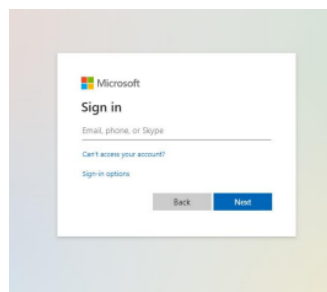 Microsoft
Sign in
Email, phone, or Skype
Can't access your account?
Sign-in options
Back Next